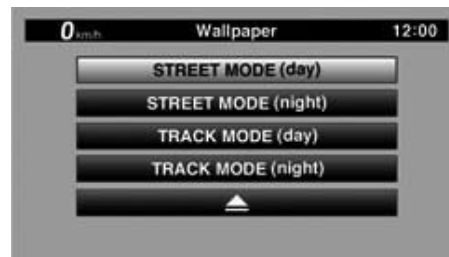 0 km/h Wallpaper 12:00
STREET MODE (day)
STREET MODE (night)
TRACK MODE (day)
TRACK MODE (night)